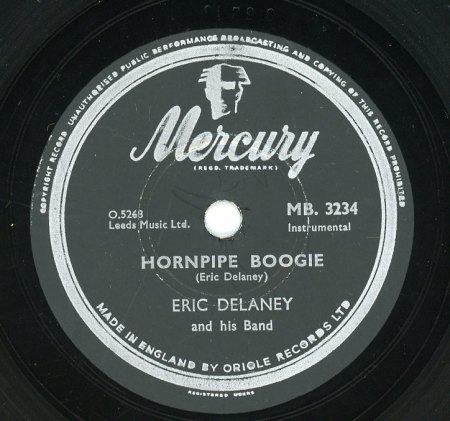 COPYRIGHT RECORD UNAUTHORISED PUBLIC PERFORMANCE BROADCASTING AND COPYING OF THIS RECORD PROHIBITED
Mercury
(REGD. TRADEMARK)
O.5268
Leeds Music Ltd.
MB. 3234
Instrumental
HORNPIPE BOOGIE
(Eric Delaney)
ERIC DELANEY
and his Band
MADE IN ENGLAND BY ORIOLE RECORDS LTD
REGISTERED USERS